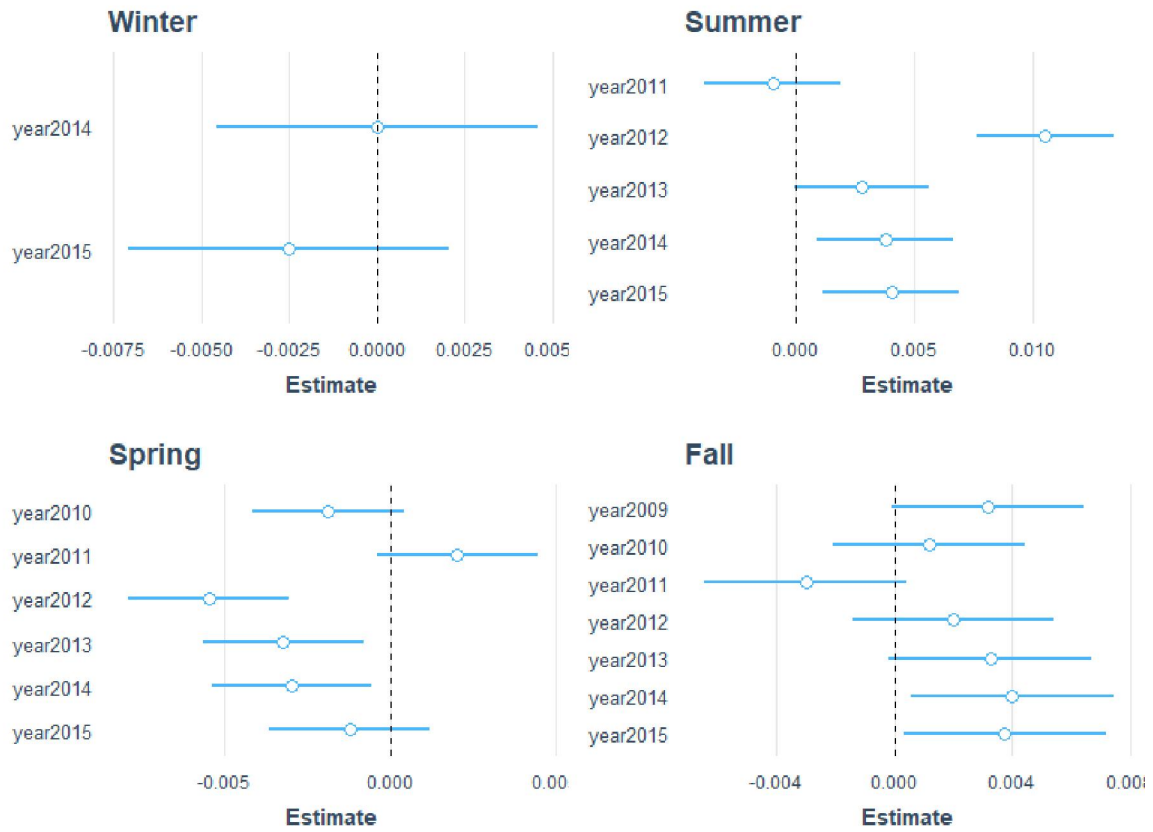 Winter
year2014
year2015
-0.0075 -0.0050 -0.0025 0.0000 0.0025 0.005
Estimate
Summer
year2011
year2012
year2013
year2014
year2015
0.000 0.005 0.010
Estimate
Spring
year2010
year2011
year2012
year2013
year2014
year2015
-0.005 0.000 0.00
Estimate
Fall
year2009
year2010
year2011
year2012
year2013
year2014
year2015
-0.004 0.000 0.004
Estimate